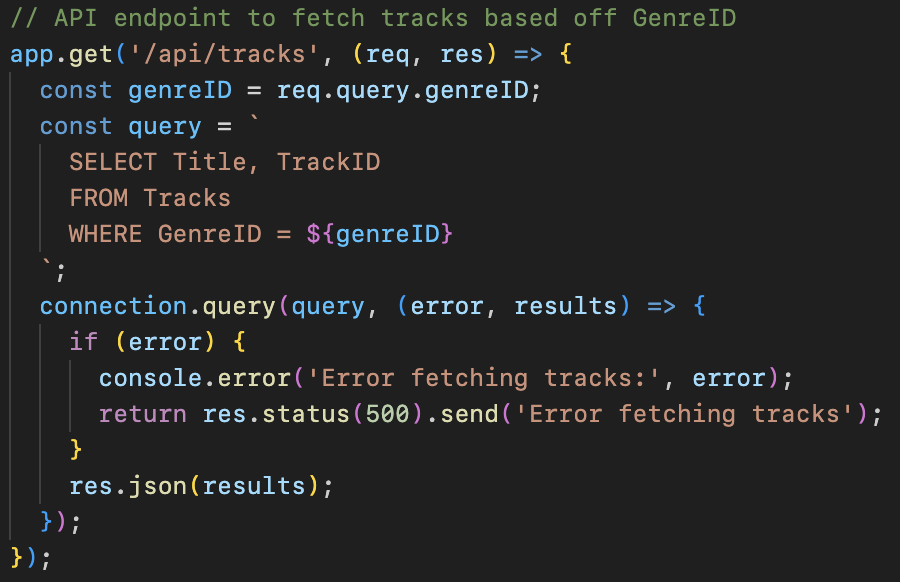 // API endpoint to fetch tracks based off GenreID
app.get('/api/tracks', (req, res) => {
  const genreID = req.query.genreID;
  const query = `
    SELECT Title, TrackID
    FROM Tracks
    WHERE GenreID = ${genreID}
  `;
  connection.query(query, (error, results) => {
    if (error) {
      console.error('Error fetching tracks:', error);
      return res.status(500).send('Error fetching tracks');
    }
    res.json(results);
  });
});